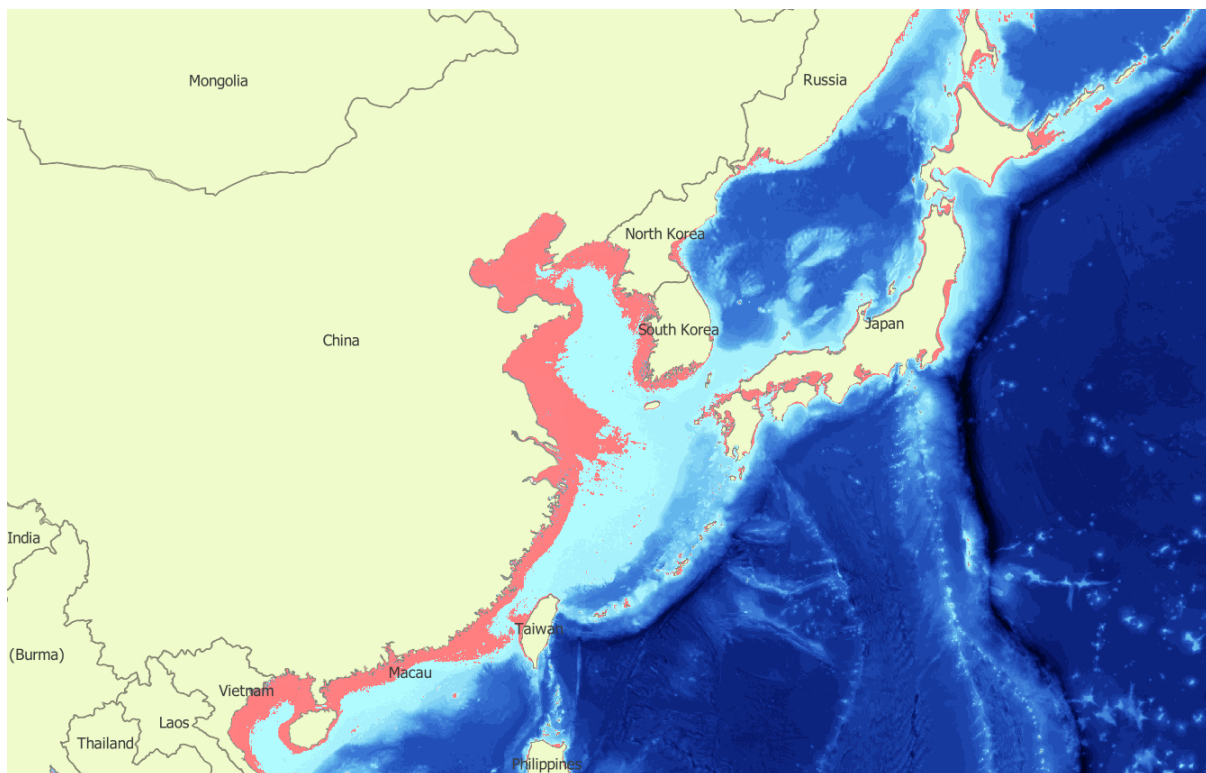 Mongolia
Russia
North Korea
South Korea
Japan
China
India
Taiwan
(Burma)
Macau
Vietnam
Laos
Thailand
Philippines